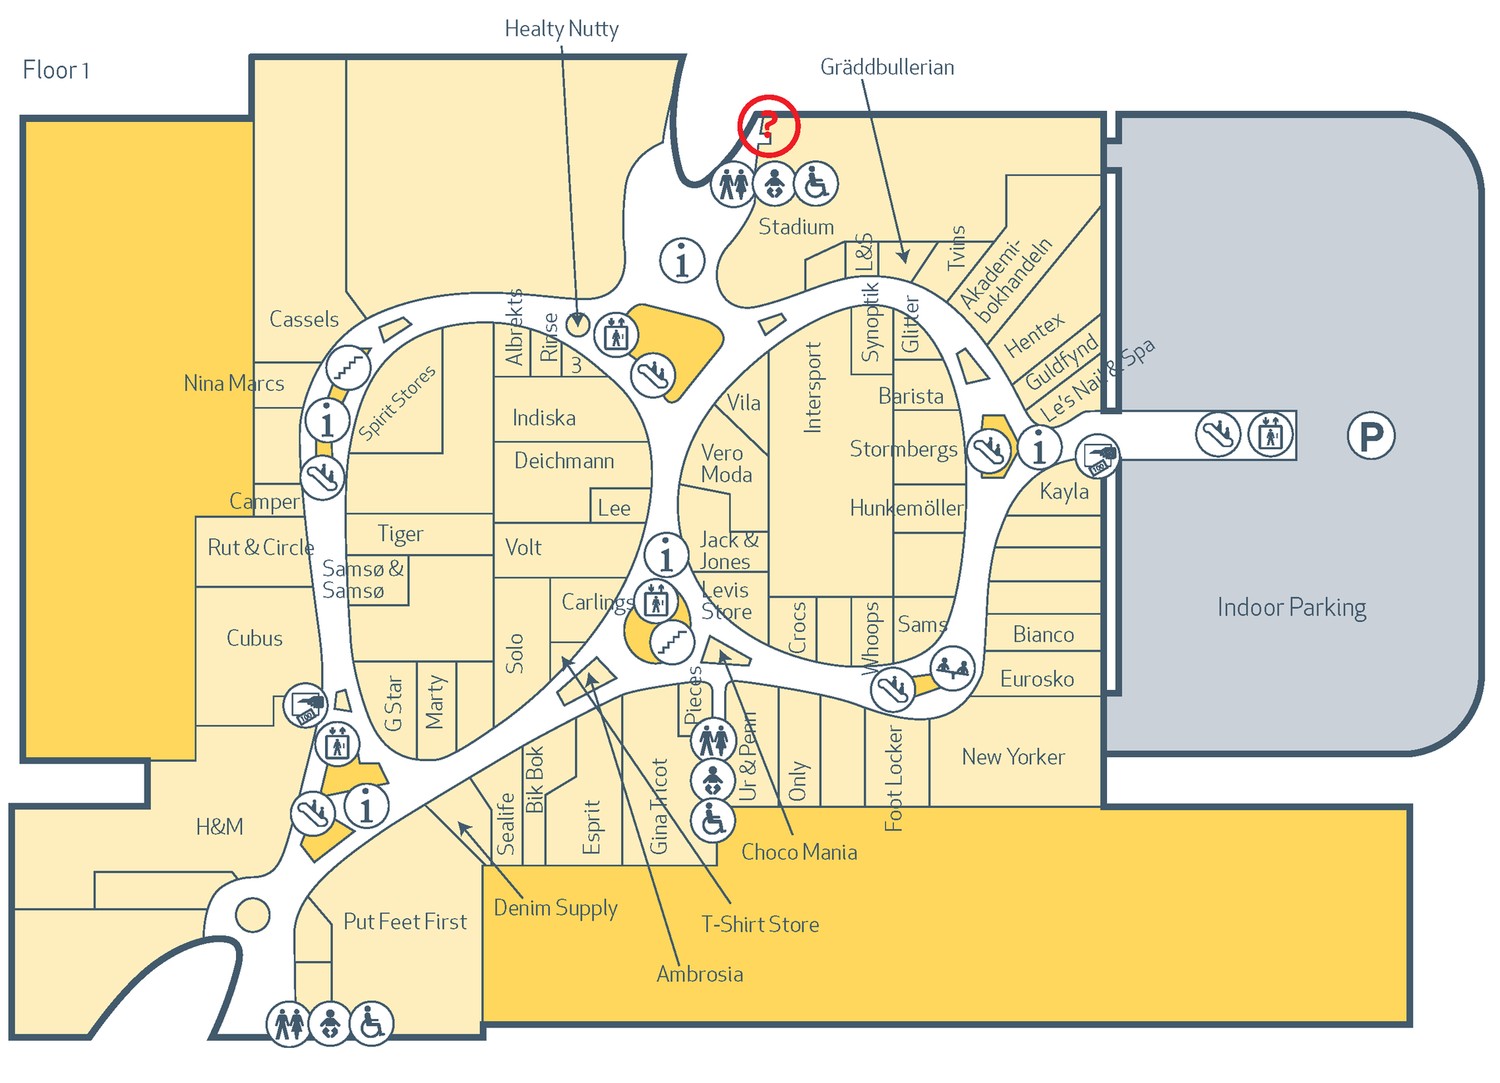 Healty Nutty
Floor 1
Gräddbullerian
?
Stadium
L&S
Tvins
Akademi-
bokhandeln
i
Cassels
Albrekts
Rinse
3
Synoptik
Glitter
Hentex
Guldfynd
Le's Nail & Spa
Nina Marcs
Spirit Stores
i
Indiska
Vila
Intersport
Barista
Deichmann
Vero
Moda
Stormbergs
i
100
P
Camper
Lee
Hunkemöller
Kayla
Rut & Circle
Tiger
Volt
i
Jack &
Jones
Samsø &
Samsø
Carlings
Levis
Store
Indoor Parking
Cubus
Solo
Crocs
Whoops
Sams
Bianco
Eurosko
100
G Star
Marty
Pieces
Bik Bok
Ur & Penn
Only
Foot Locker
New Yorker
i
H&M
Sealife
Esprit
Gina Tricot
Choco Mania
Denim Supply
Put Feet First
T-Shirt Store
Ambrosia